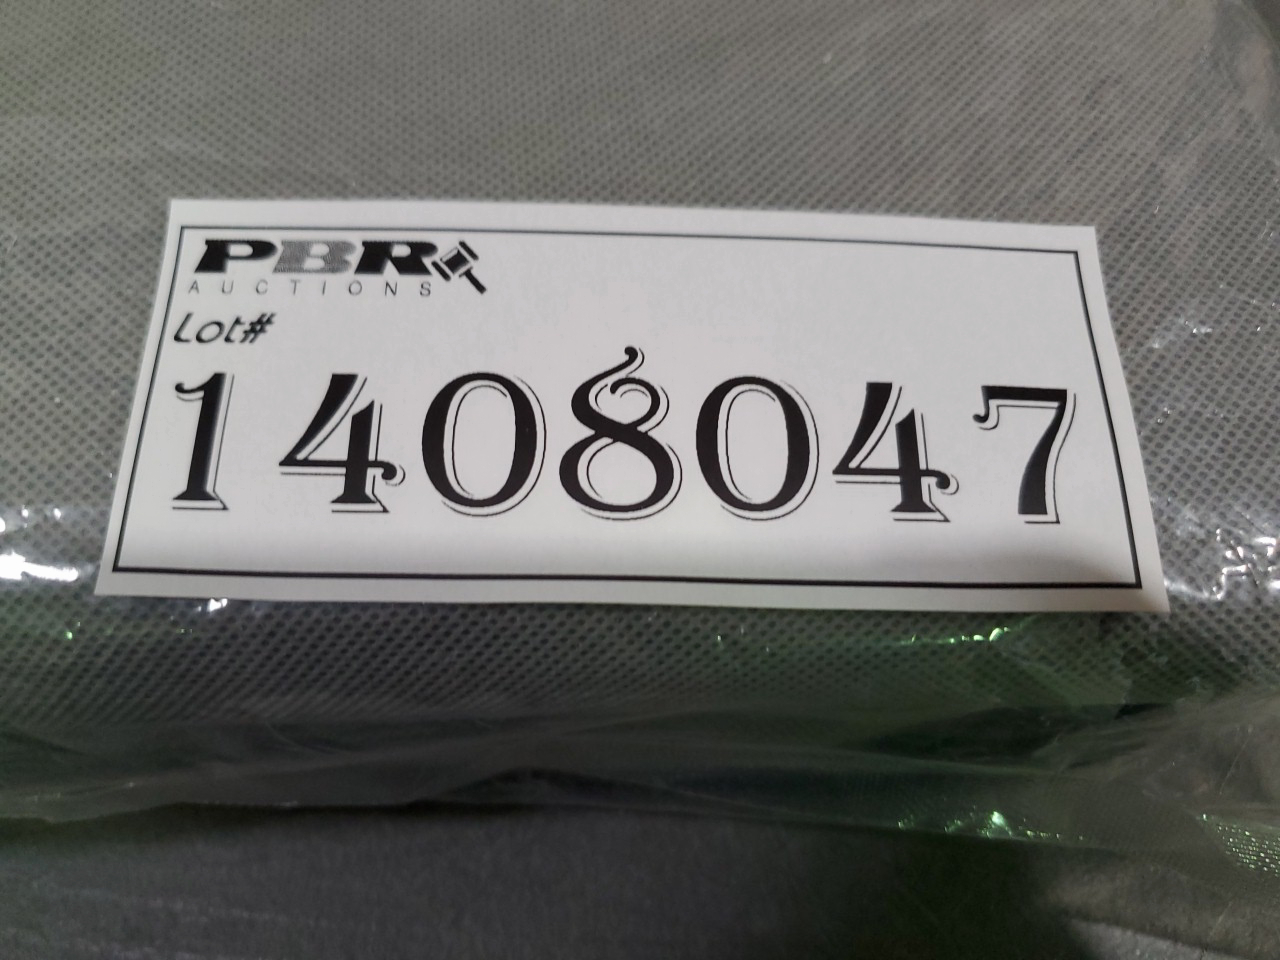 PBR
AUCTIONS
Lot#
1408047